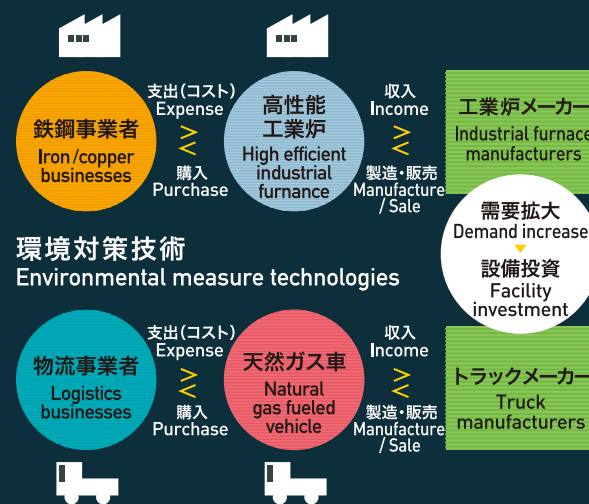 鉄鋼事業者
Iron/copper
businesses
支出(コスト)
Expense
購入
Purchase
高性能
工業炉
High efficient
industrial
furnance
収入
Income
製造・販売
Manufacture
/ Sale
工業炉メーカー
Industrial furnace
manufacturers
需要拡大
Demand increase
設備投資
Facility
investment
環境対策技術
Environmental measure technologies
物流事業者
Logistics
businesses
支出(コスト)
Expense
購入
Purchase
天然ガス車
Natural
gas fueled
vehicle
収入
Income
製造・販売
Manufacture
/ Sale
トラックメーカー
Truck
manufacturers